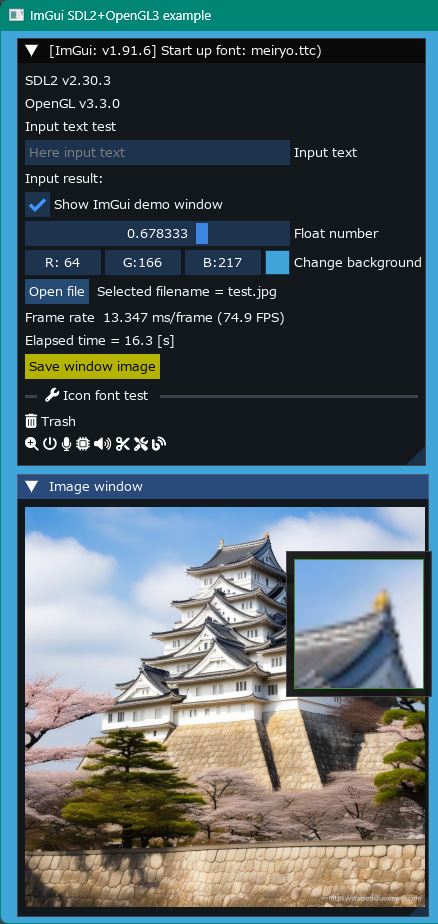 ImGui SDL2+OpenGL3 example
[ImGui: v1.91.6] Start up font: meiryo.ttc)
SDL2 v2.30.3
OpenGL v3.3.0
Input text test
Here input text Input text
Input result:
Show ImGui demo window
0.678333 Float number
R: 64 G:166 B:217 Change background
Open file Selected filename = test.jpg
Frame rate 13.347 ms/frame (74.9 FPS)
Elapsed time = 16.3 [s]
Save window image
Icon font test
Trash
Image window